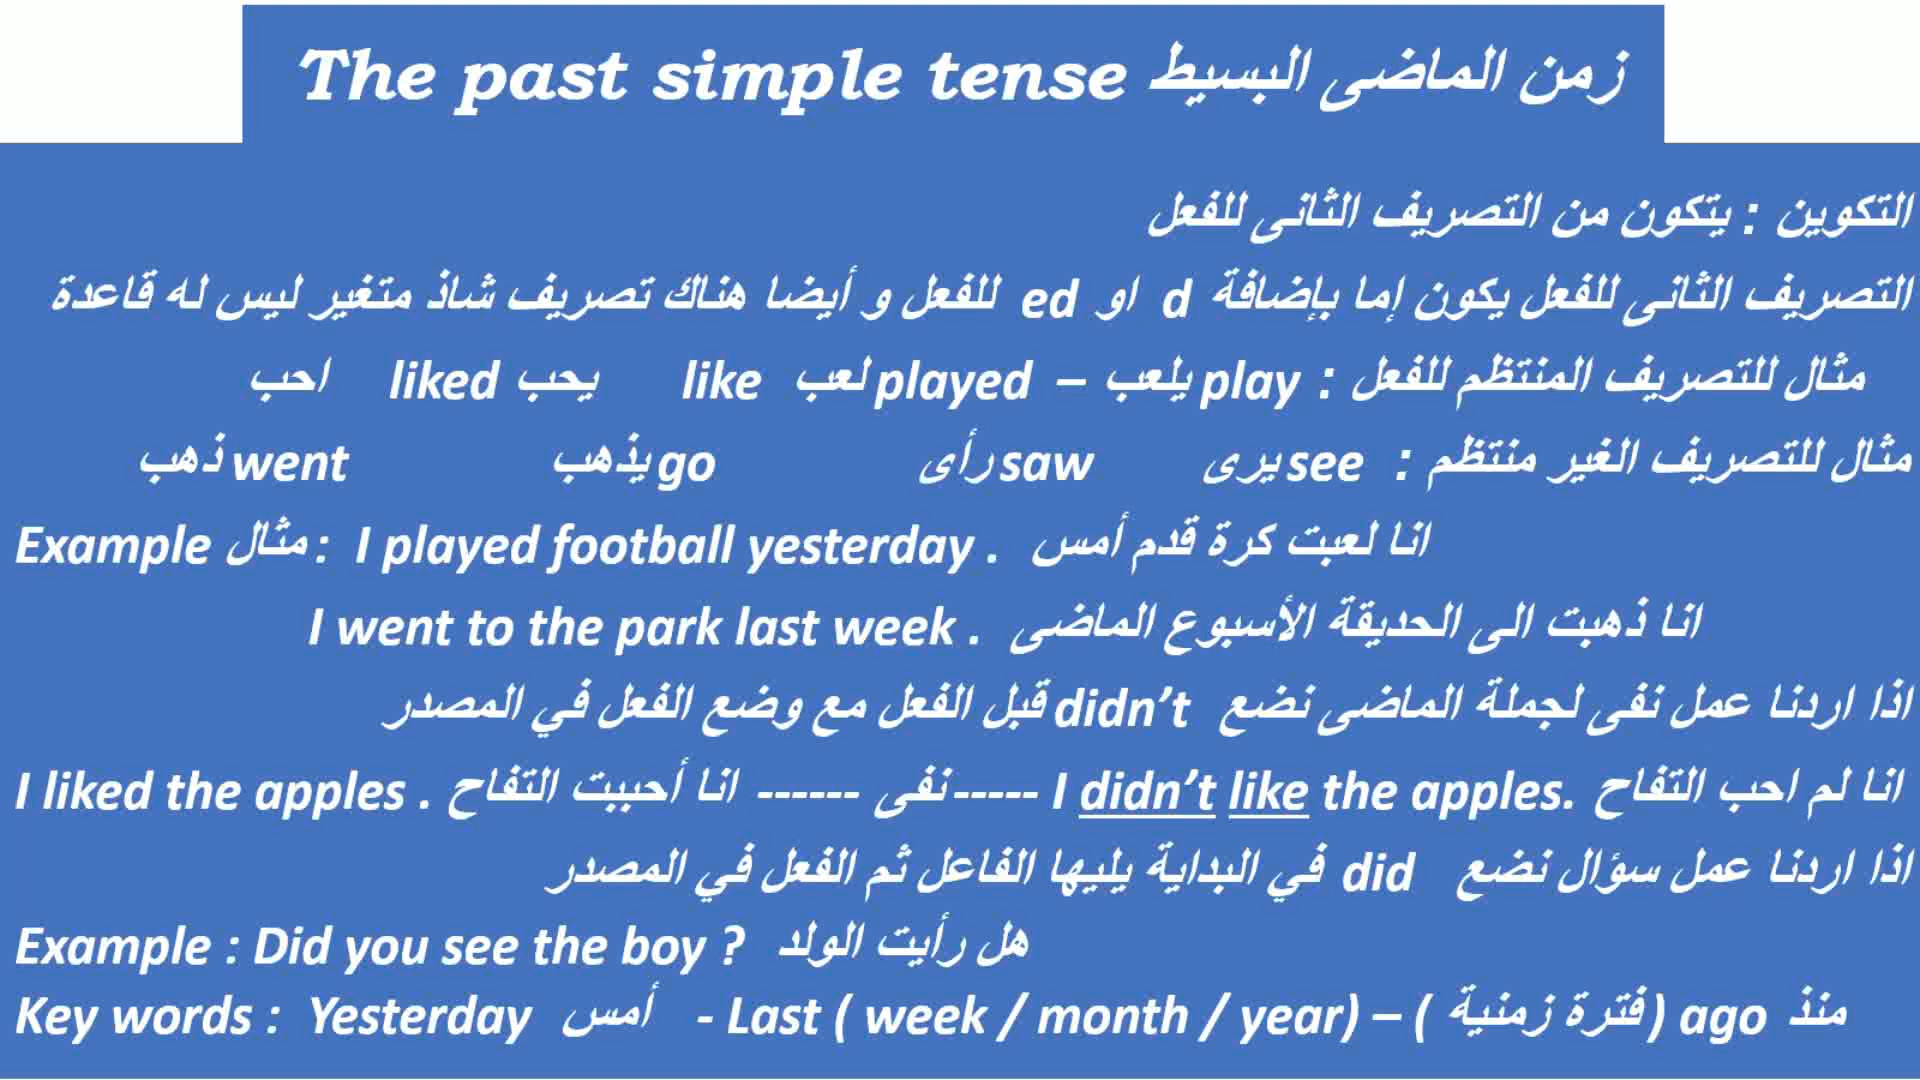 The past simple tense زمن الماضى البسيط
التكوين : يتكون من التصريف الثانى للفعل
التصريف الثانى للفعل يكون إما بإضافة d او ed للفعل و أيضا هناك تصريف شاذ متغير ليس له قاعدة
مثال للتصريف المنتظم للفعل : play يلعب – played لعب like يحب liked احب
مثال للتصريف الغير منتظم : see يرى saw رأى go يذهب went ذهب
Example مثال : I played football yesterday . انا لعبت كرة قدم أمس
I went to the park last week . انا ذهبت الى الحديقة الأسبوع الماضى
اذا اردنا عمل نفى لجملة الماضى نضع didn’t قبل الفعل مع وضع الفعل في المصدر
I liked the apples . انا أحببت التفاح ------ نفى ----- I didn’t like the apples. انا لم احب التفاح
اذا اردنا عمل سؤال نضع did في البداية يليها الفاعل ثم الفعل في المصدر
Example : Did you see the boy ? هل رأيت الولد
Key words : Yesterday أمس - Last ( week / month / year) – ( فترة زمنية ) ago منذ